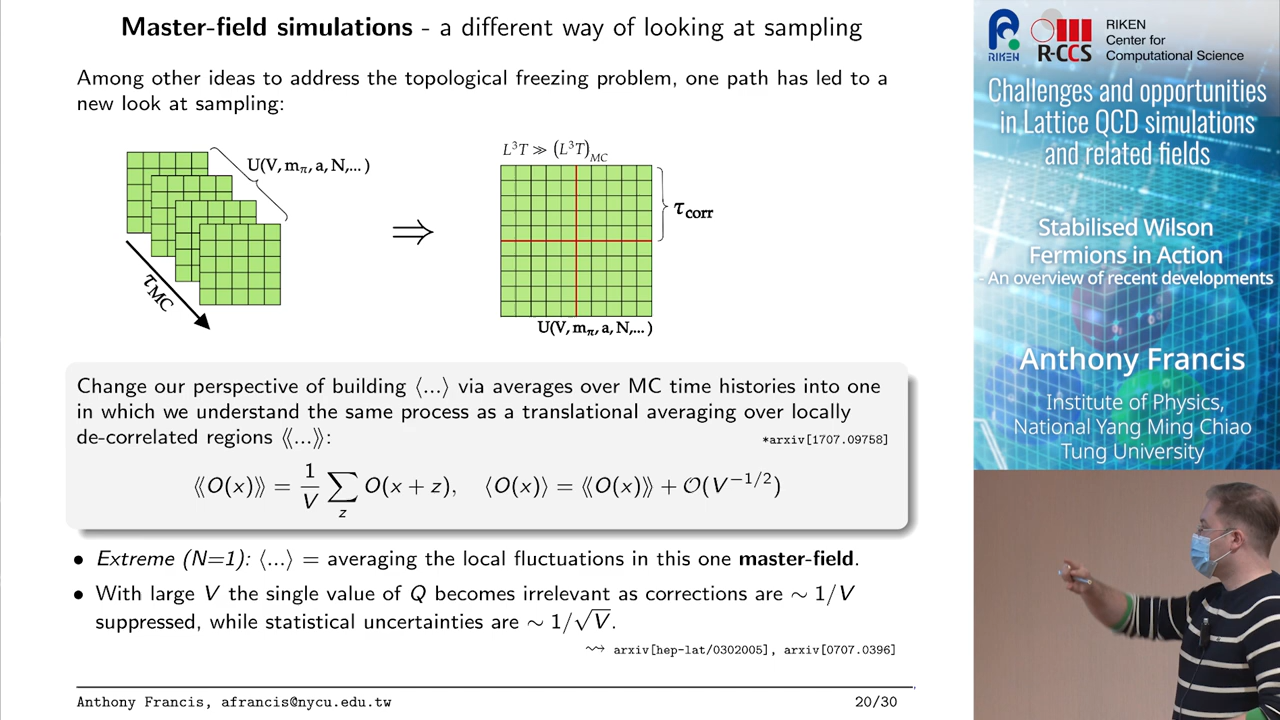 Master-field simulations - a different way of looking at sampling
Among other ideas to address the topological freezing problem, one path has led to a
new look at sampling:
U(V, mπ, a, N,...)
τMC
⇒
L³T ≫ (L³T)MC
τcorr
U(V, mπ, a, N,...)
Change our perspective of building ⟨...⟩ via averages over MC time histories into one
in which we understand the same process as a translational averaging over locally
de-correlated regions ⟪...⟫:
*arxiv[1707.09758]
⟪O(x)⟫ = 1/V ∑z O(x + z), ⟨O(x)⟩ = ⟪O(x)⟫ + 𝒪(V^−1/2)
• Extreme (N=1): ⟨...⟩ = averaging the local fluctuations in this one master-field.
• With large V the single value of Q becomes irrelevant as corrections are ∼ 1/V
suppressed, while statistical uncertainties are ∼ 1/√V.
⇝ arxiv[hep-lat/0302005], arxiv[0707.0396]
Anthony Francis, afrancis@nycu.edu.tw
20/30
RIKEN
R-CCS
RIKEN
Center for
Computational Science
Challenges and opportunities
in Lattice QCD simulations
and related fields
Stabilised Wilson
Fermions in Action
- An overview of recent developments
Anthony Francis
Institute of Physics,
National Yang Ming Chiao
Tung University